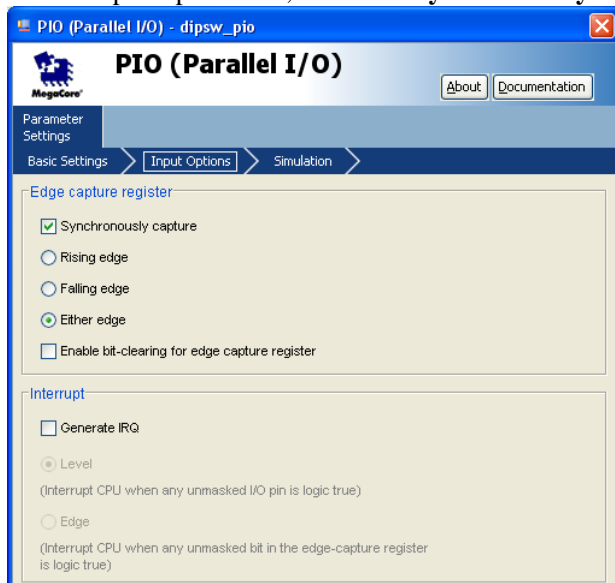 PIO (Parallel I/O) - dipsw_pio
PIO (Parallel I/O)
MegaCore'
About Documentation
Parameter
Settings
Basic Settings Input Options Simulation
Edge capture register
Synchronously capture
Rising edge
Falling edge
Either edge
Enable bit-clearing for edge capture register
Interrupt
Generate IRQ
Level
(Interrupt CPU when any unmasked I/O pin is logic true)
Edge
(Interrupt CPU when any unmasked bit in the edge-capture register
is logic true)